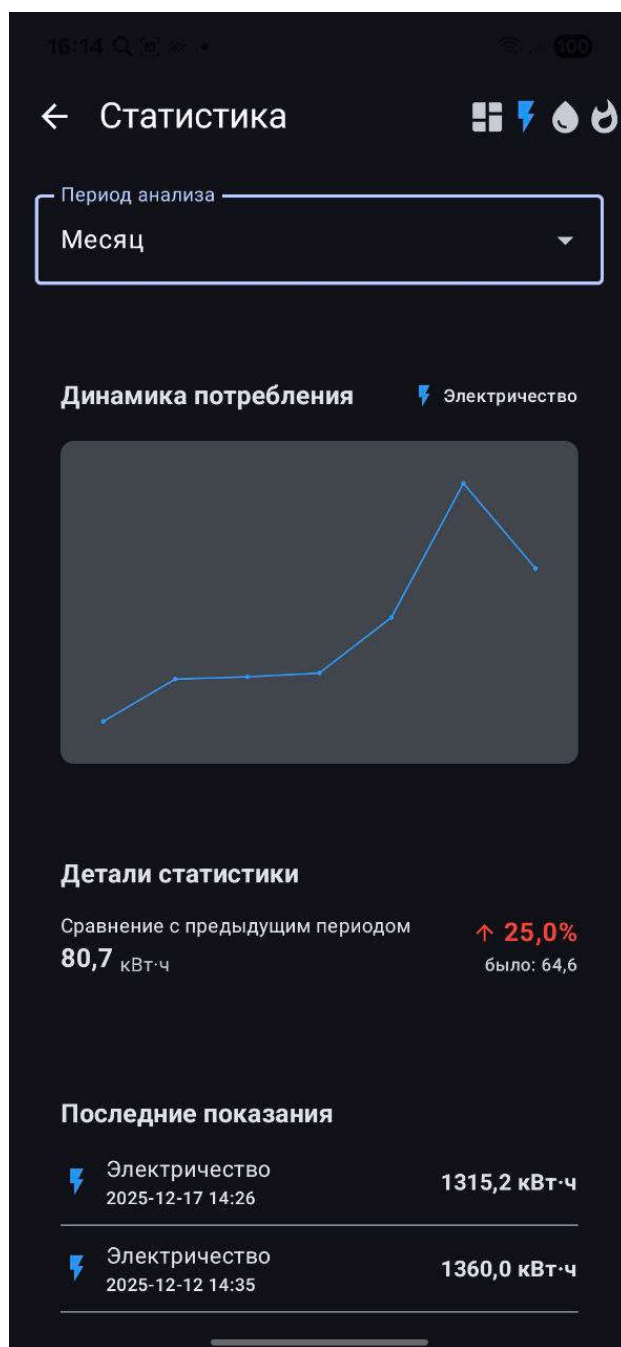 16:14
100
Статистика
Период анализа
Месяц
Динамика потребления
Электричество
Детали статистики
Сравнение с предыдущим периодом
↑ 25,0%
80,7 кВт·ч
было: 64,6
Последние показания
Электричество
1315,2 кВт·ч
2025-12-17 14:26
Электричество
1360,0 кВт·ч
2025-12-12 14:35